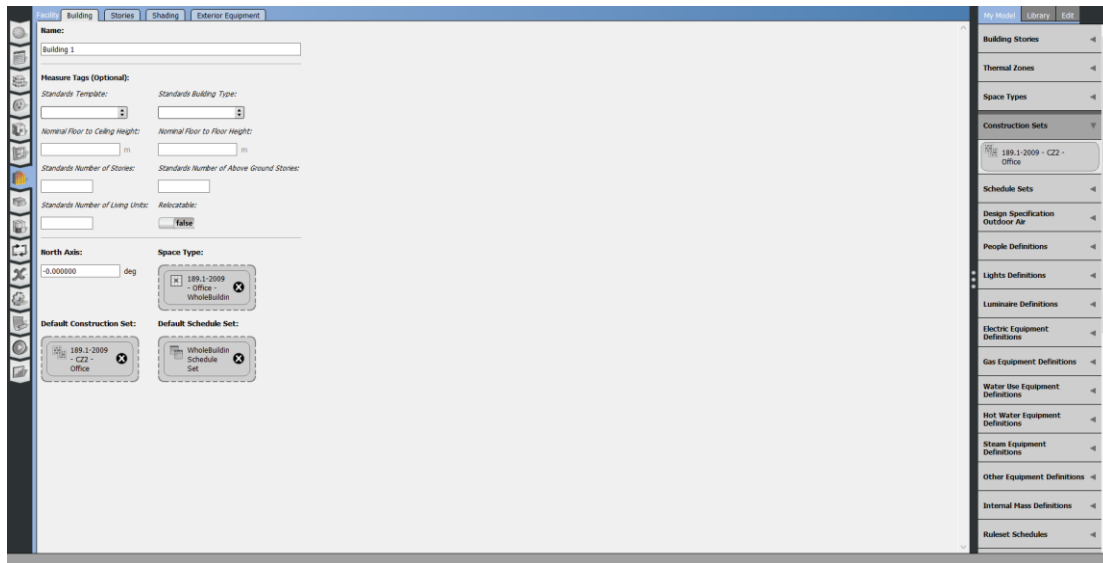 Facility Building Stories Shading Exterior Equipment
Name:
Building 1
Measure Tags (Optional):
Standards Template: Standards Building Type:
Nominal Floor to Ceiling Height: Nominal Floor to Floor Height:
m m
Standards Number of Stories: Standards Number of Above Ground Stories:
Standards Number of Living Units: Relocatable:
false
North Axis: Space Type:
-0.000000 deg
189.1-2009
- Office -
WholeBuildin
Default Construction Set: Default Schedule Set:
189.1-2009
- CZ2 -
Office
WholeBuildin
Schedule
Set
My Model Library Edit
Building Stories
Thermal Zones
Space Types
Construction Sets
189.1-2009 - CZ2 -
Office
Schedule Sets
Design Specification
Outdoor Air
People Definitions
Lights Definitions
Luminaire Definitions
Electric Equipment
Definitions
Gas Equipment Definitions
Water Use Equipment
Definitions
Hot Water Equipment
Definitions
Steam Equipment
Definitions
Other Equipment Definitions
Internal Mass Definitions
Ruleset Schedules